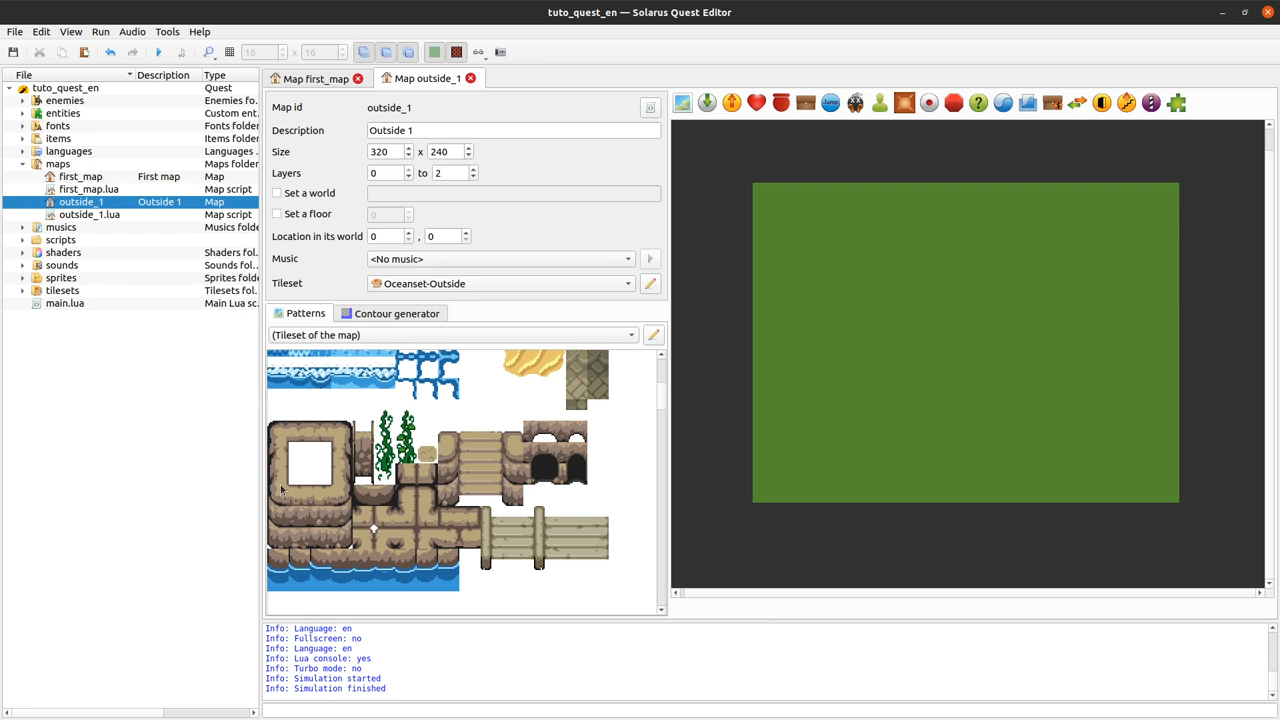 tuto_quest_en — Solarus Quest Editor
File Edit View Run Audio Tools Help
16 x 16
File Description Type
tuto_quest_en Quest
enemies Enemies fo...
entities Custom ent...
fonts Fonts folder
items Items folder
languages Languages ...
maps Maps folder
first_map First map Map
first_map.lua Map script
outside_1 Outside 1 Map
outside_1.lua Map script
musics Musics folde
scripts
shaders Shaders fol...
sounds Sounds fol...
sprites Sprites folde
tilesets Tilesets fol...
main.lua Main Lua sc...
Map first_map Map outside_1
Map id outside_1
Description Outside 1
Size 320 x 240
Layers 0 to 2
Set a world
Set a floor 0
Location in its world 0 , 0
Music <No music>
Tileset Oceanset-Outside
Patterns Contour generator
(Tileset of the map)
Jump
Info: Language: en
Info: Fullscreen: no
Info: Language: en
Info: Lua console: yes
Info: Turbo mode: no
Info: Simulation started
Info: Simulation finished